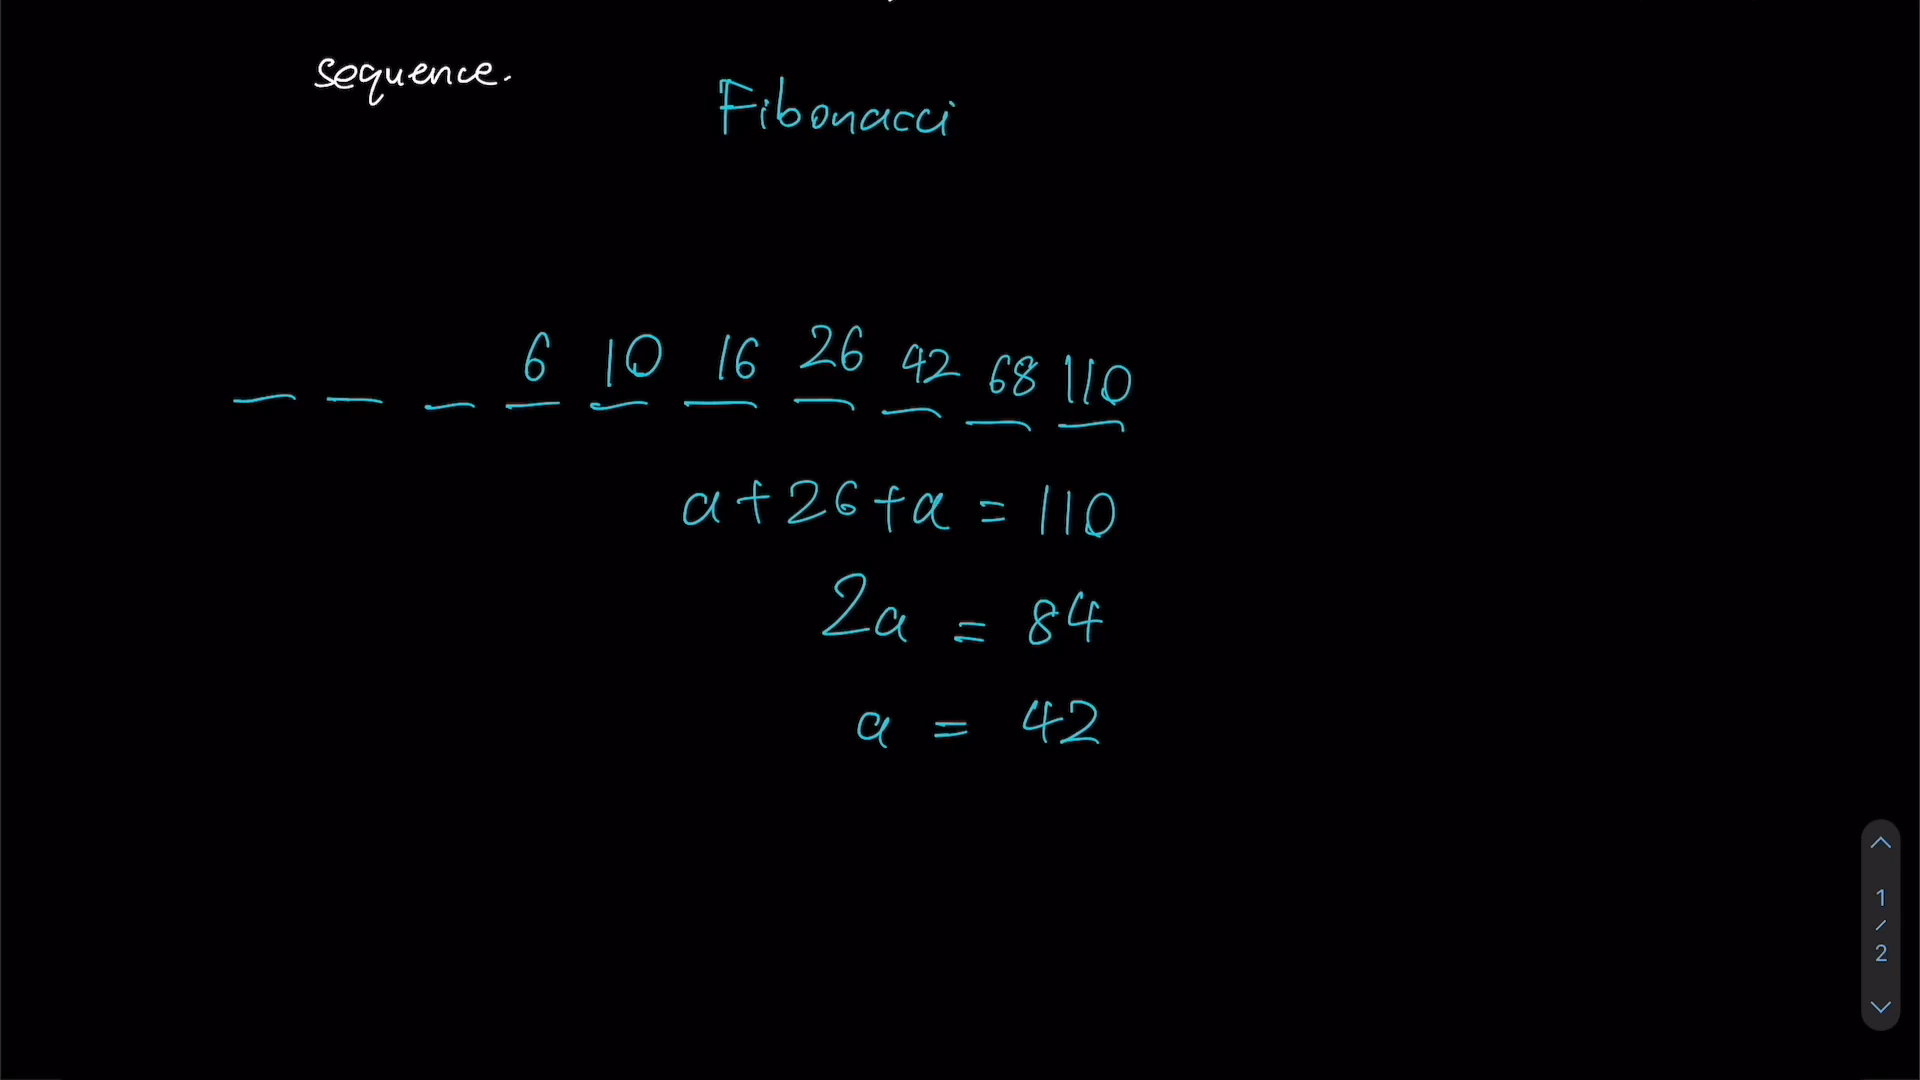 sequence.
Fibonacci
6 10 16 26 42 68 110
a + 26 + a = 110
2a = 84
a = 42
1
/
2